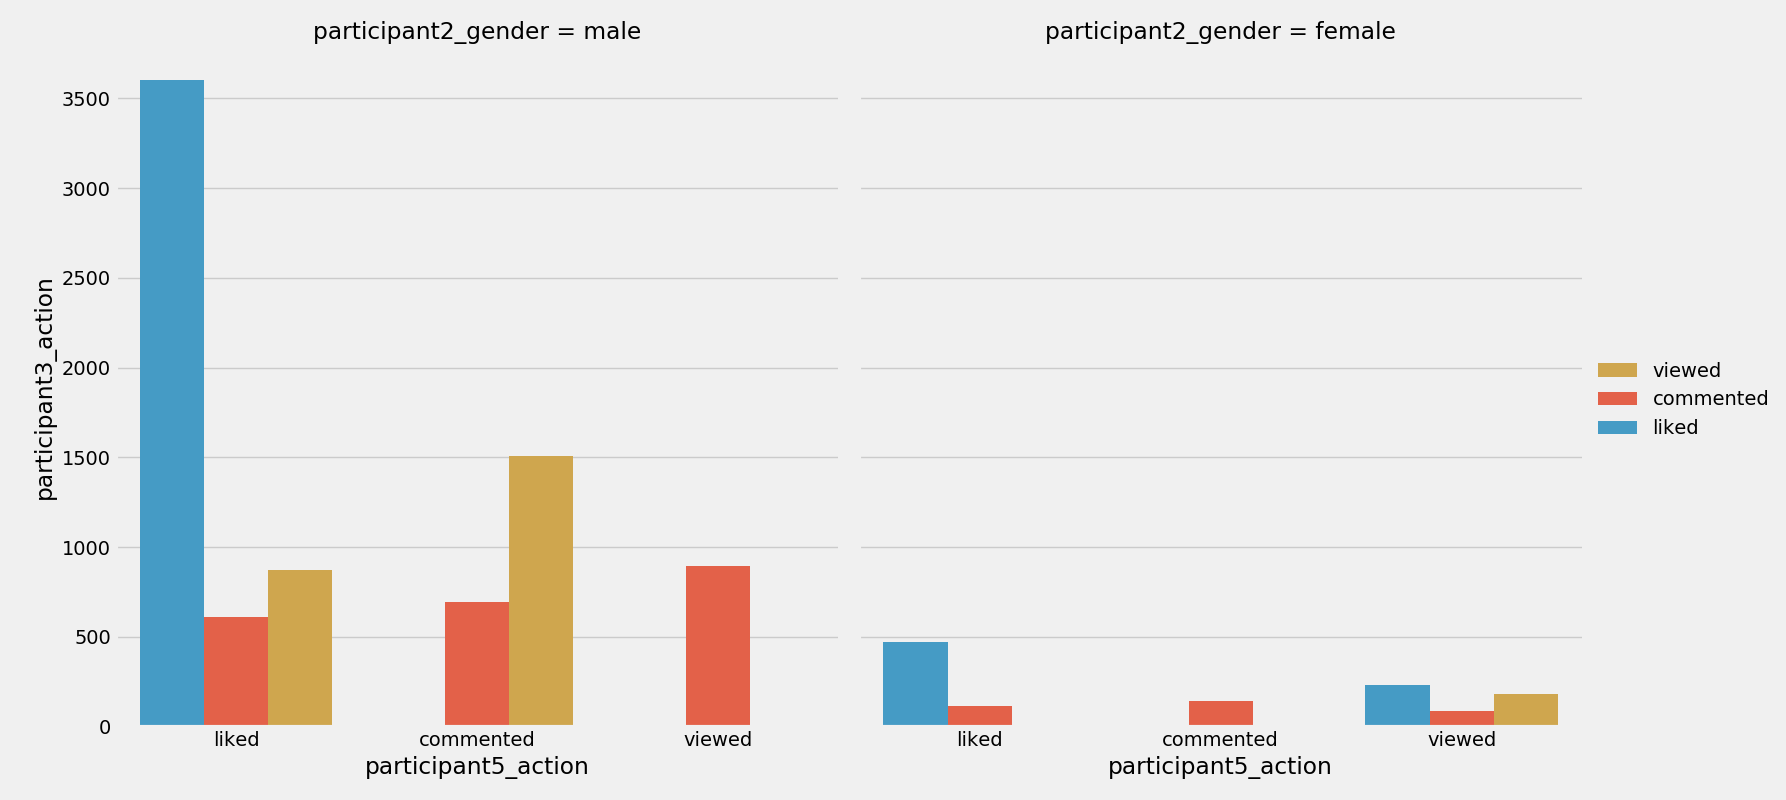 participant2_gender = male
participant2_gender = female
participant3_action
3500
3000
2500
2000
1500
1000
500
0
liked commented viewed
participant5_action
liked commented viewed
participant5_action
viewed
commented
liked